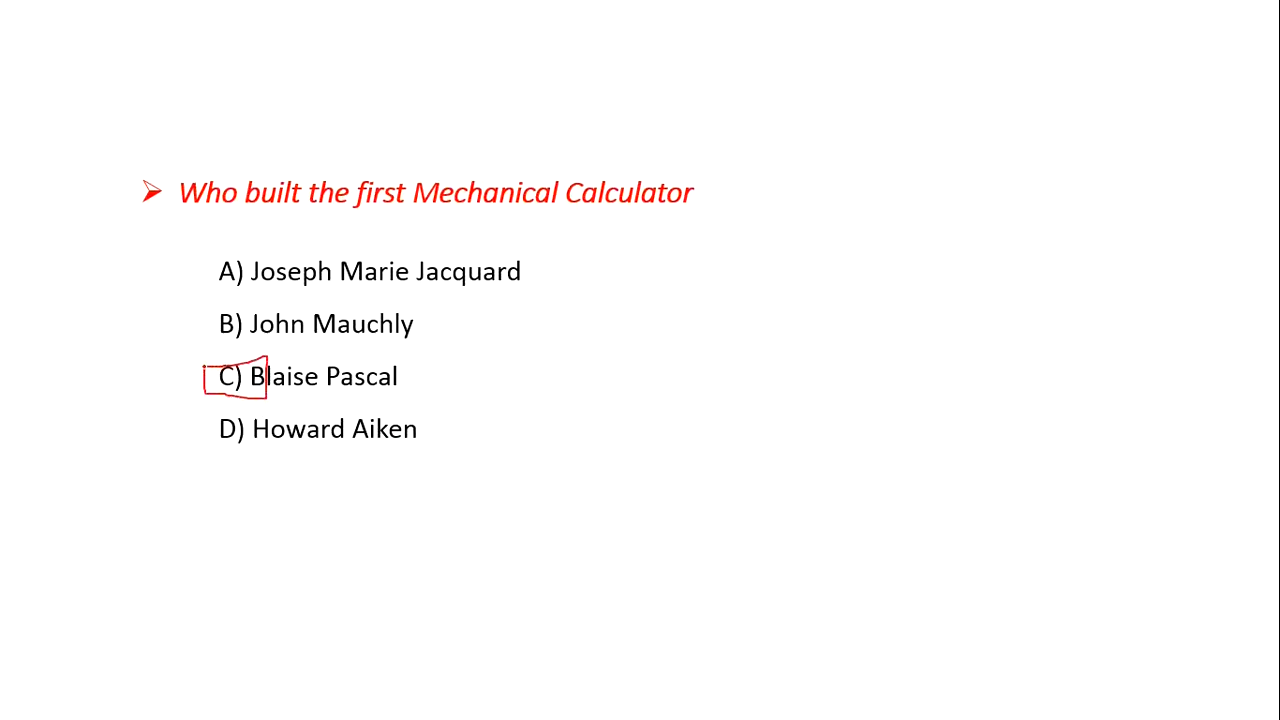 Who built the first Mechanical Calculator
A) Joseph Marie Jacquard
B) John Mauchly
C) Blaise Pascal
D) Howard Aiken